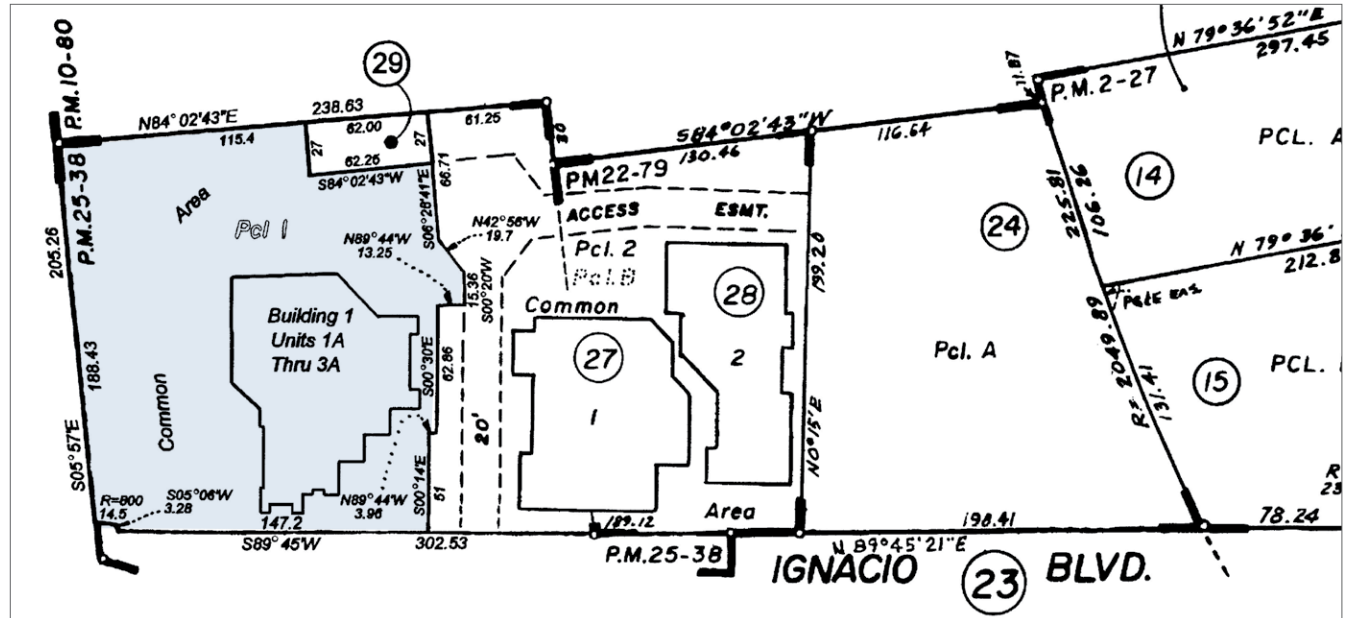 P.M.10-80
P.M.25-38
N84°02'43"E
238.63
115.4
29
62.00
27
27
62.26
S84°02'43"W
61.25
80
S84°02'43"W
130.46
116.64
11.87
N 79°36'52"E
297.45
P.M.2-27
PCL. A
14
24
225.81
106.26
N 79°36'
212.8
PG&E EAS.
R=2049.89
131.41
15
PCL.
R
23
78.24
PM22-79
ACCESS ESMT.
Pcl. 2
Pcl. B
Common
28
2
27
1
Area
199.20
N0°15'E
Pcl. A
Area
Pcl 1
66.71
S06°28'41"E
N42°56'W
19.7
N89°44'W
13.25
15.36
S00°20'W
Building 1
Units 1A
Thru 3A
S00°30'E
62.86
20'
205.26
188.43
S05°57'E
Common
R=800
14.5
S05°06'W
3.28
N89°44'W
3.96
S00°14'E
51
147.2
S89°45'W
302.53
189.12
P.M.25-38
198.41
N 89°45'21"E
IGNACIO 23 BLVD.